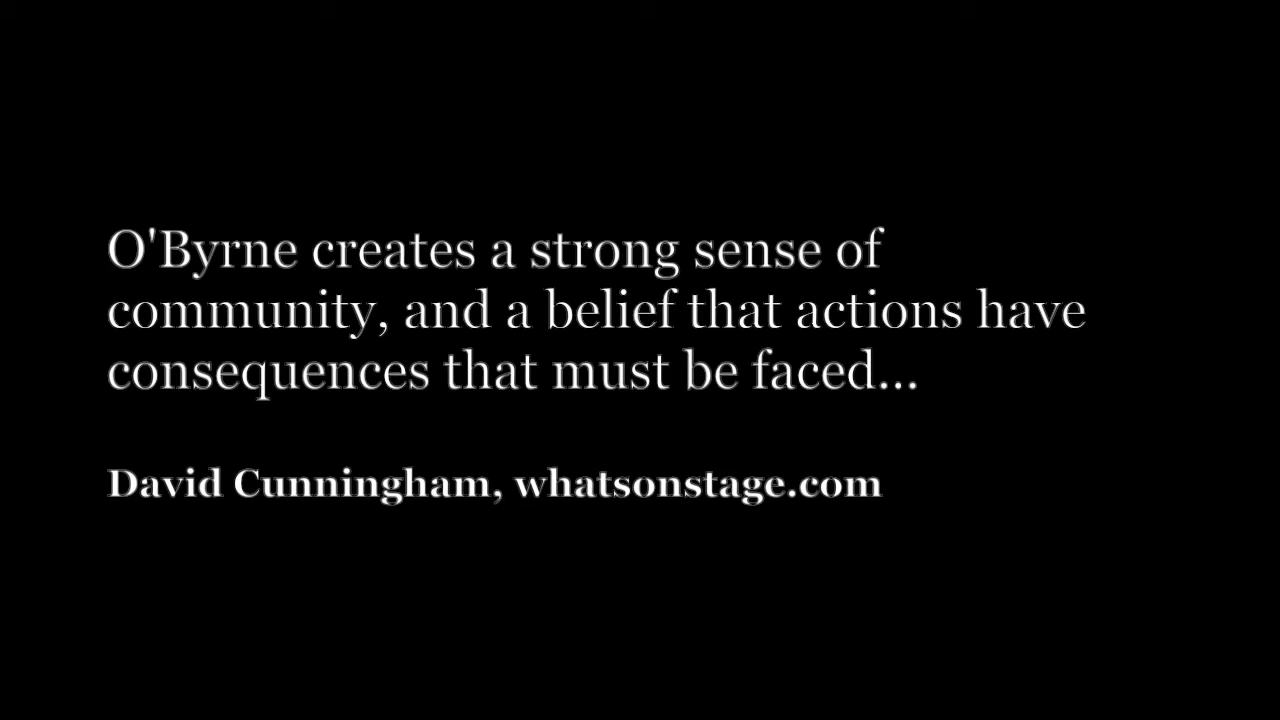 O'Byrne creates a strong sense of
community, and a belief that actions have
consequences that must be faced...
David Cunningham, whatsonstage.com